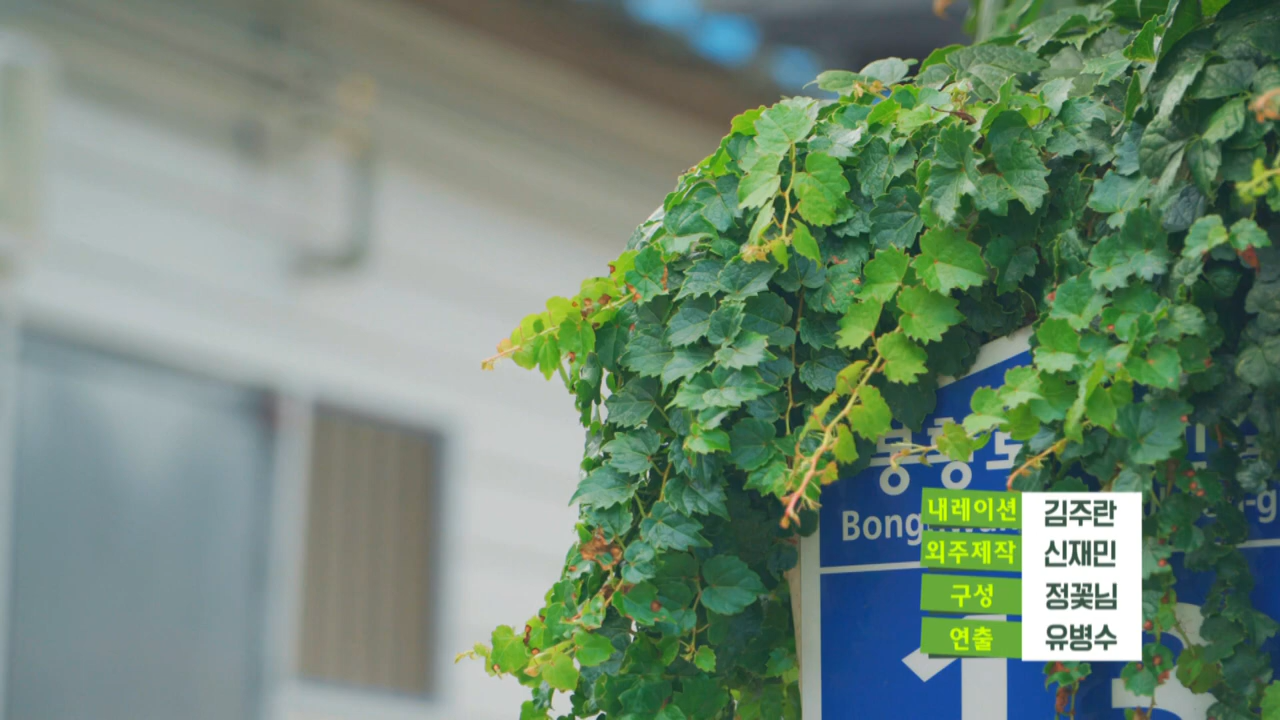 Bong
내레이션 김주란
외주제작 신재민
구성 정꽃님
연출 유병수